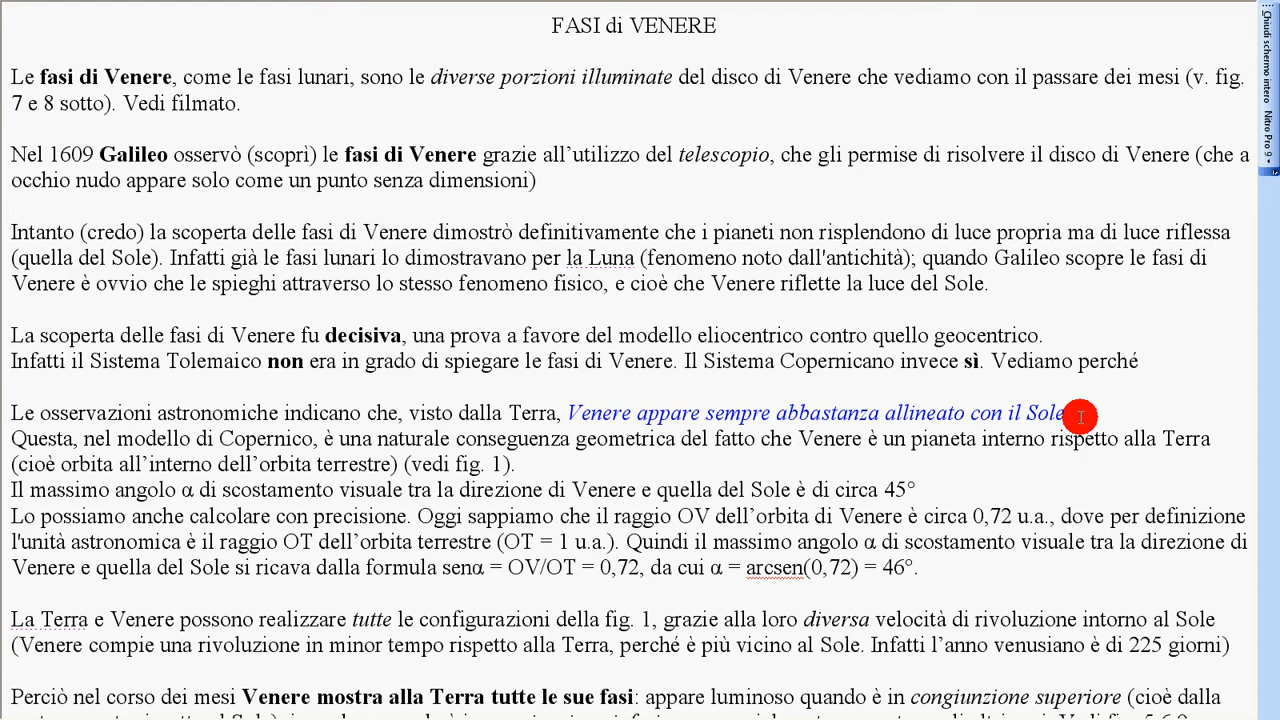 FASI di VENERE
Le fasi di Venere, come le fasi lunari, sono le diverse porzioni illuminate del disco di Venere che vediamo con il passare dei mesi (v. fig.
7 e 8 sotto). Vedi filmato.
Nel 1609 Galileo osservò (scoprì) le fasi di Venere grazie all’utilizzo del telescopio, che gli permise di risolvere il disco di Venere (che a
occhio nudo appare solo come un punto senza dimensioni)
Intanto (credo) la scoperta delle fasi di Venere dimostrò definitivamente che i pianeti non risplendono di luce propria ma di luce riflessa
(quella del Sole). Infatti già le fasi lunari lo dimostravano per la Luna (fenomeno noto dall'antichità); quando Galileo scopre le fasi di
Venere è ovvio che le spieghi attraverso lo stesso fenomeno fisico, e cioè che Venere riflette la luce del Sole.
La scoperta delle fasi di Venere fu decisiva, una prova a favore del modello eliocentrico contro quello geocentrico.
Infatti il Sistema Tolemaico non era in grado di spiegare le fasi di Venere. Il Sistema Copernicano invece sì. Vediamo perché
Le osservazioni astronomiche indicano che, visto dalla Terra, Venere appare sempre abbastanza allineato con il Sole
Questa, nel modello di Copernico, è una naturale conseguenza geometrica del fatto che Venere è un pianeta interno rispetto alla Terra
(cioè orbita all’interno dell’orbita terrestre) (vedi fig. 1).
Il massimo angolo α di scostamento visuale tra la direzione di Venere e quella del Sole è di circa 45°
Lo possiamo anche calcolare con precisione. Oggi sappiamo che il raggio OV dell’orbita di Venere è circa 0,72 u.a., dove per definizione
l'unità astronomica è il raggio OT dell’orbita terrestre (OT = 1 u.a.). Quindi il massimo angolo α di scostamento visuale tra la direzione di
Venere e quella del Sole si ricava dalla formula senα = OV/OT = 0,72, da cui α = arcsen(0,72) = 46°.
La Terra e Venere possono realizzare tutte le configurazioni della fig. 1, grazie alla loro diversa velocità di rivoluzione intorno al Sole
(Venere compie una rivoluzione in minor tempo rispetto alla Terra, perché è più vicino al Sole. Infatti l’anno venusiano è di 225 giorni)
Perciò nel corso dei mesi Venere mostra alla Terra tutte le sue fasi: appare luminoso quando è in congiunzione superiore (cioè dalla
Chiudi schermo intero Nitro Pro 9